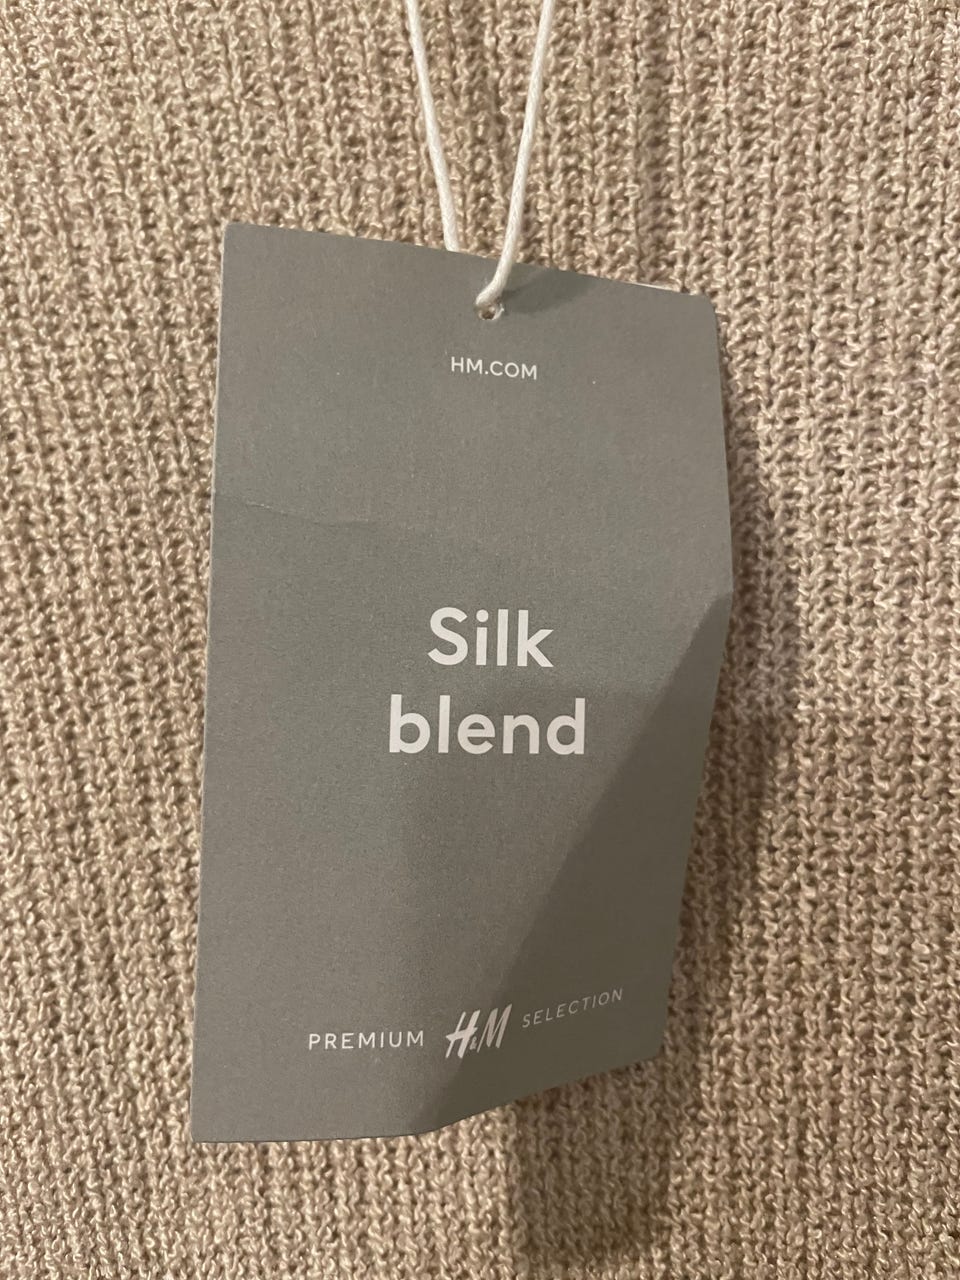 HM.COM
Silk
blend
PREMIUM H&M SELECTION